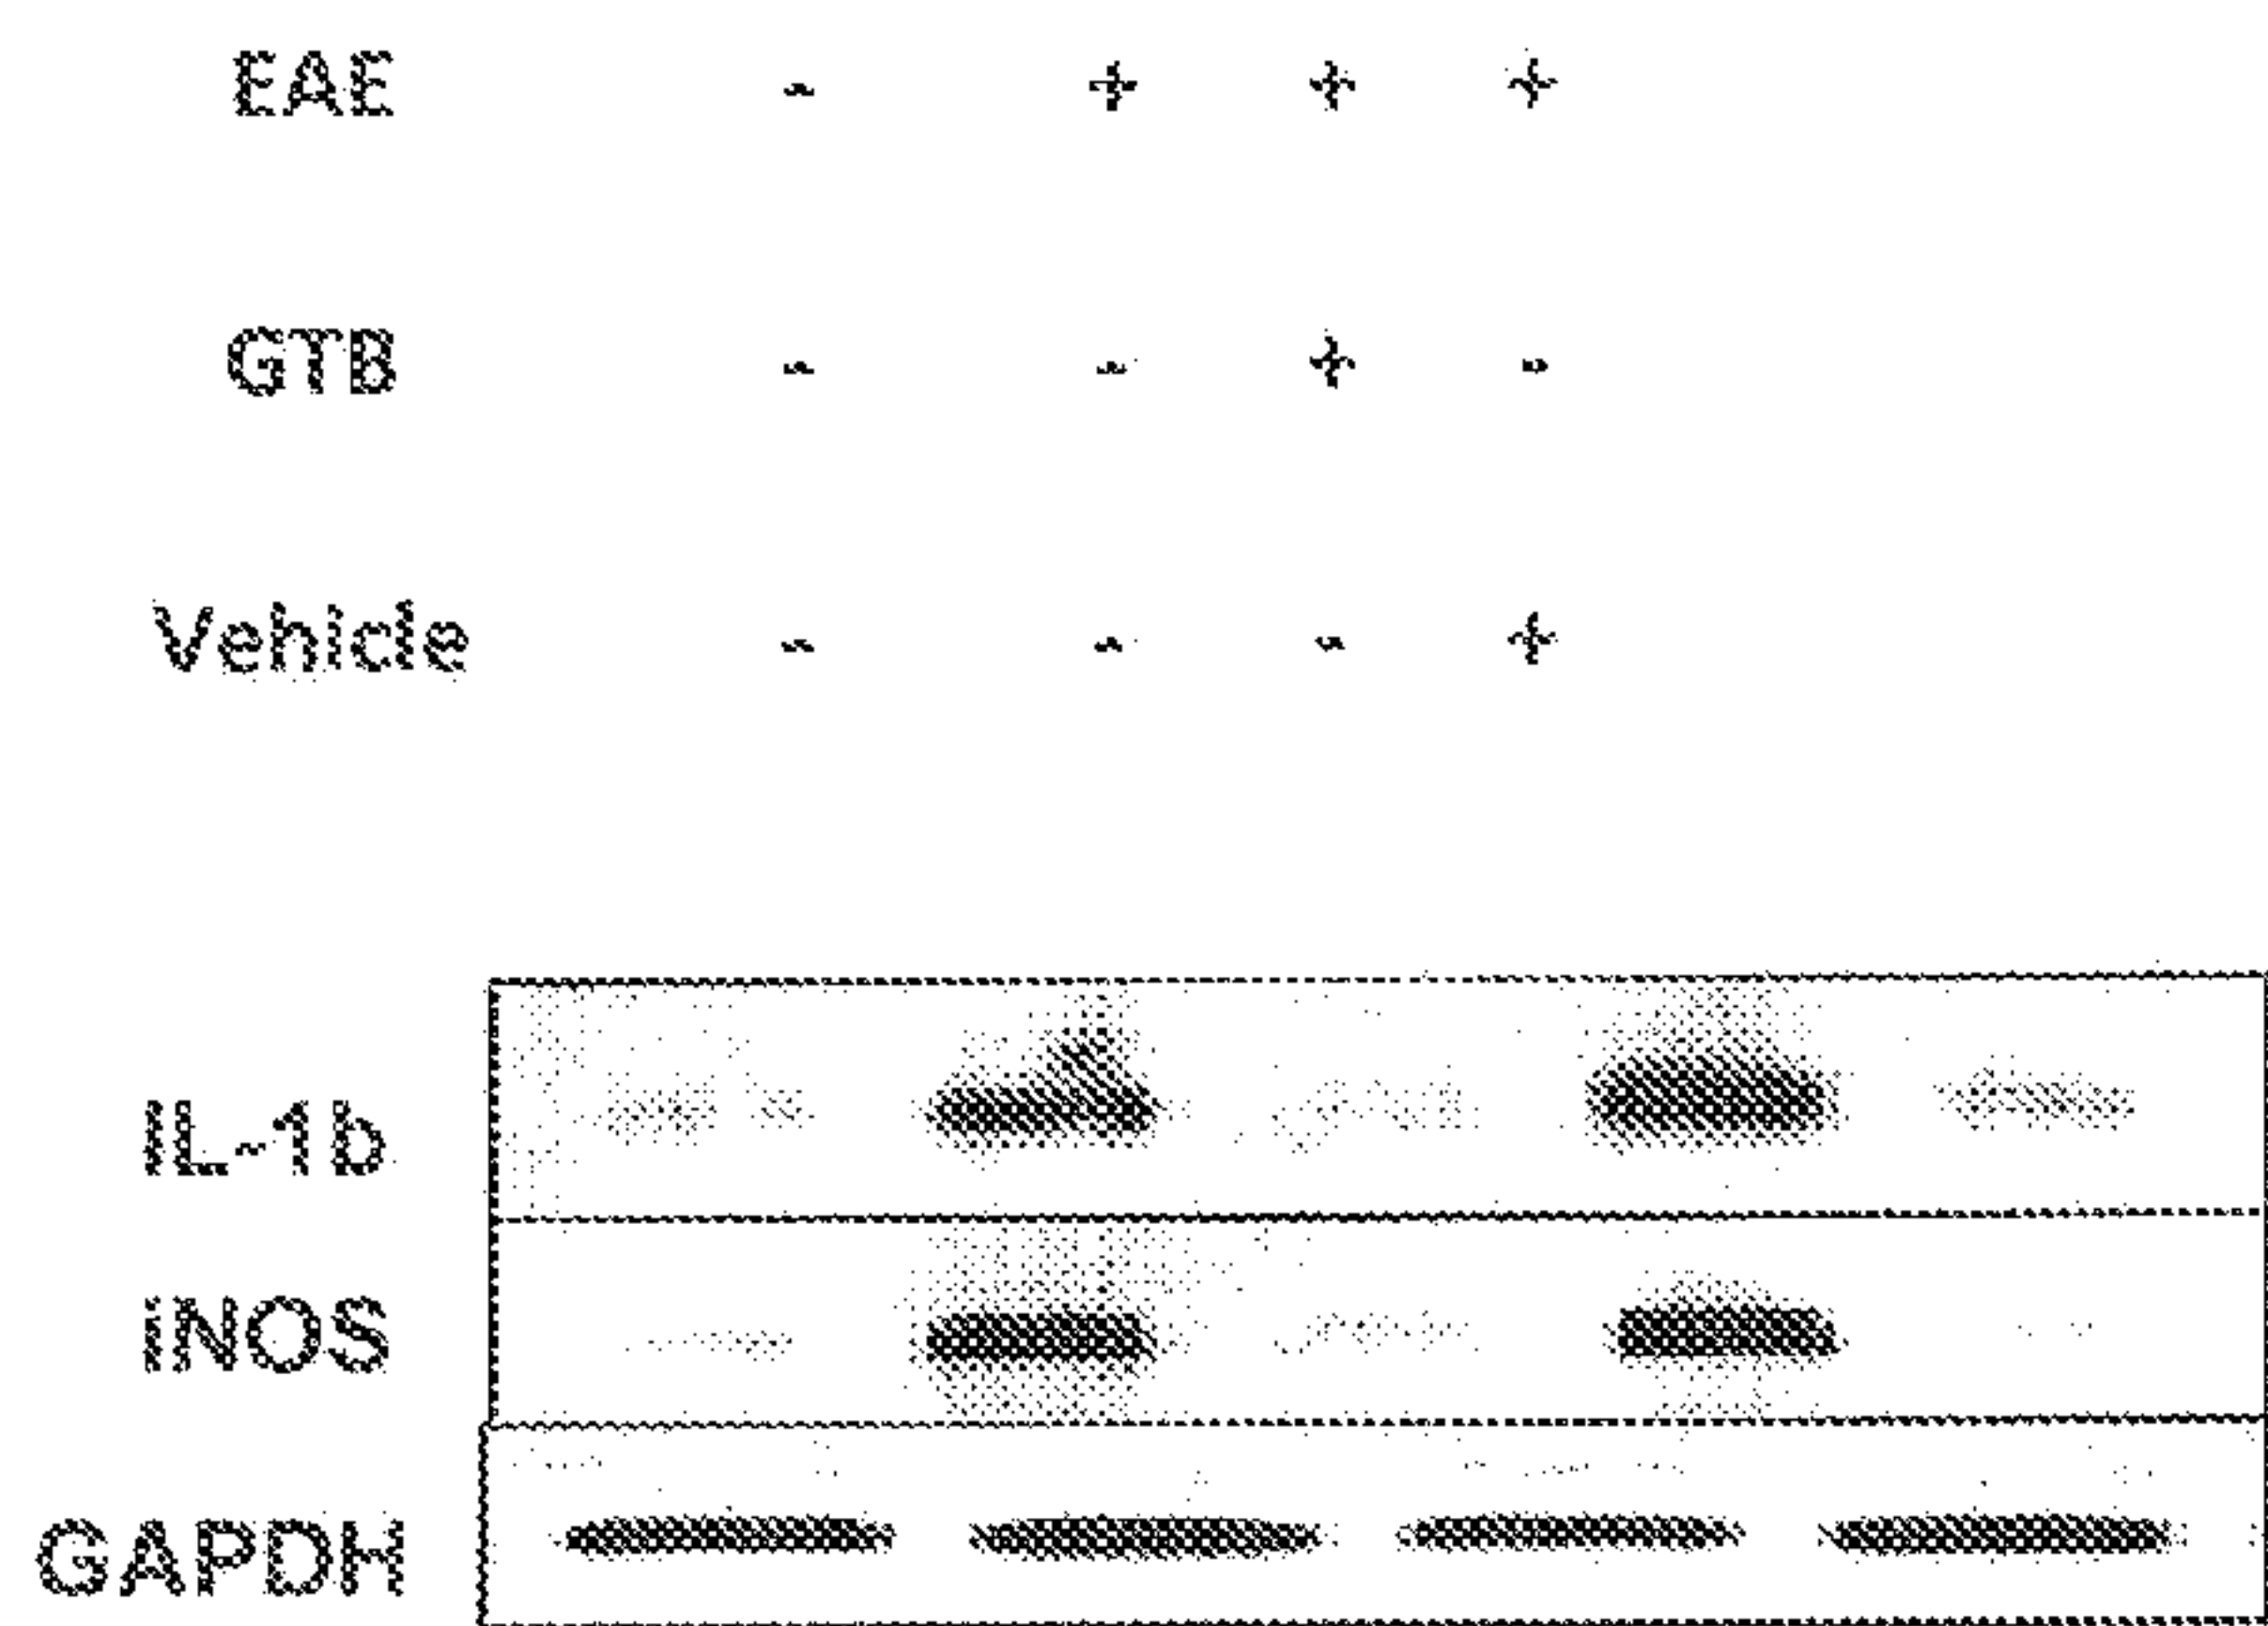 EAE - + + +
GTB - - + -
Vehicle - - - +
IL-1b
iNOS
GAPDH